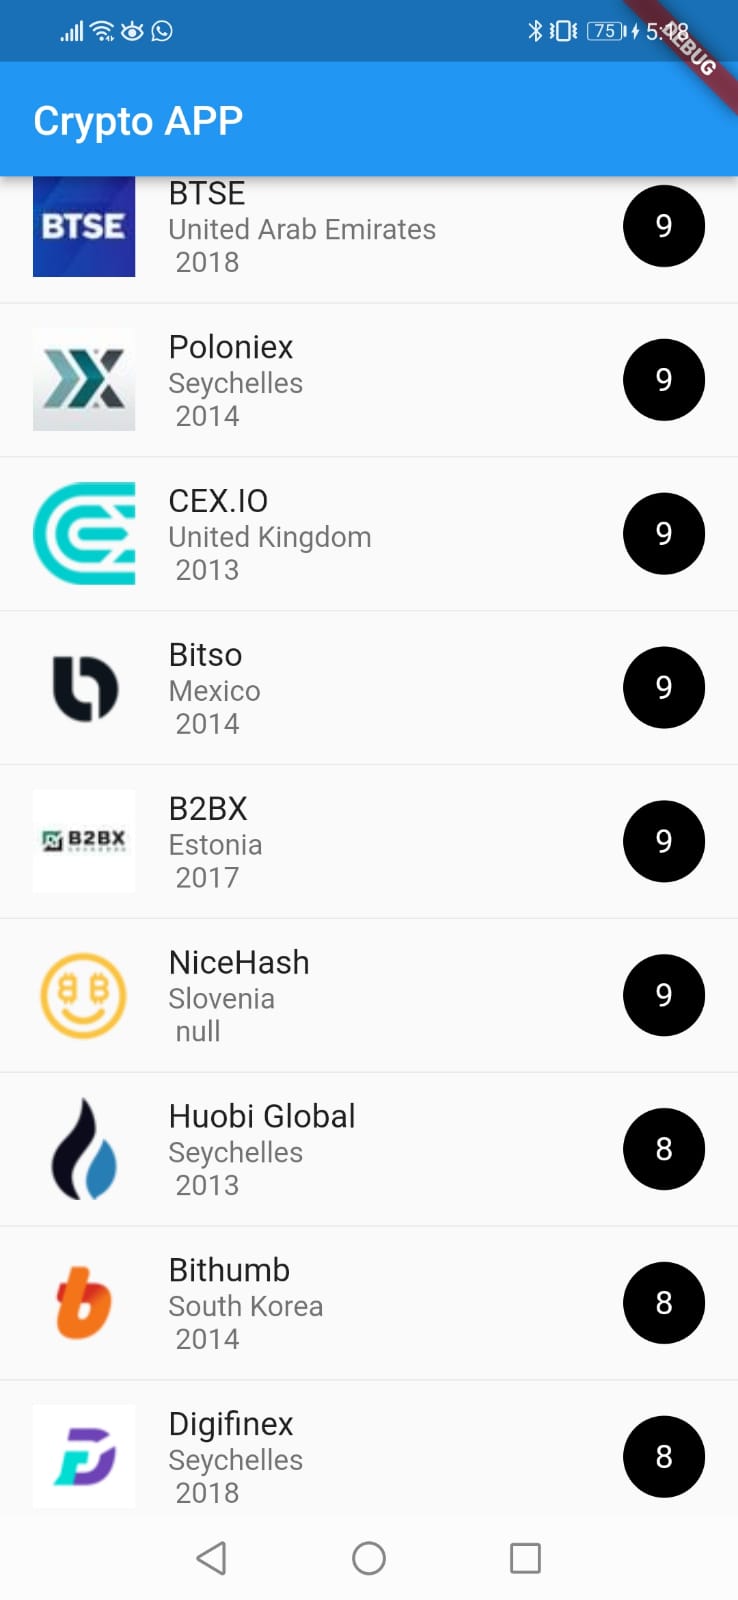 75 5:18
DEBUG
Crypto APP
BTSE
BTSE
United Arab Emirates
2018
9
Poloniex
Seychelles
2014
9
CEX.IO
United Kingdom
2013
9
Bitso
Mexico
2014
9
B2BX
B2BX
Estonia
2017
9
NiceHash
Slovenia
null
9
Huobi Global
Seychelles
2013
8
Bithumb
South Korea
2014
8
Digifinex
Seychelles
2018
8